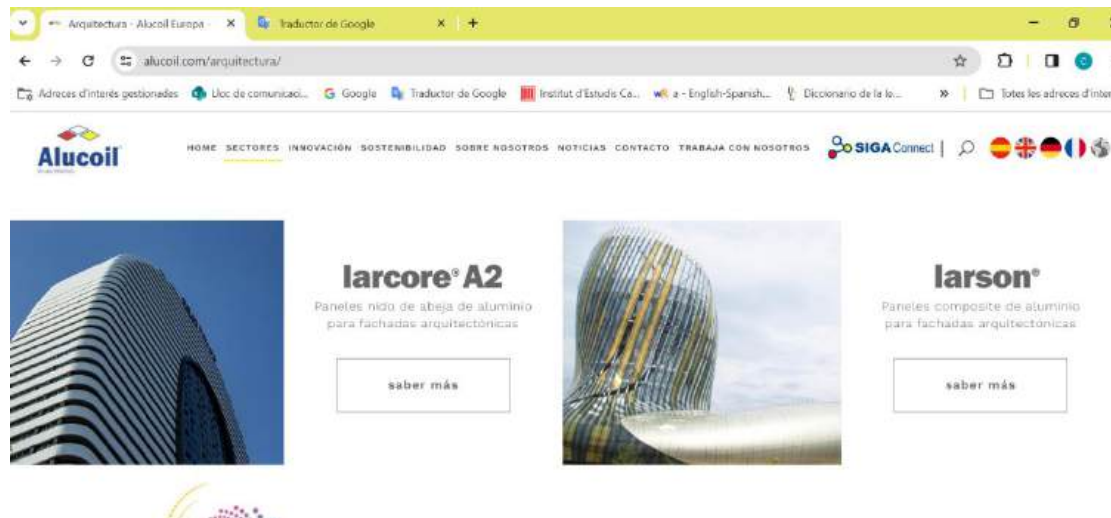 Arquitectura - Alucoil Europa -
Traductor de Google
alucoil.com/arquitectura/
Adreces d'interès gestionades
Lloc de comunicaci...
Google
Traductor de Google
Institut d'Estudis Ca...
a - English-Spanish...
Diccionario de la le...
Totes les adreces d'inter
Alucoil
HOME SECTORES INNOVACIÓN SOSTENIBILIDAD SOBRE NOSOTROS NOTICIAS CONTACTO TRABAJA CON NOSOTROS
SIGA Connect
larcore® A2
Paneles nido de abeja de aluminio
para fachadas arquitectónicas
saber más
larson®
Paneles composite de aluminio
para fachadas arquitectónicas
saber más